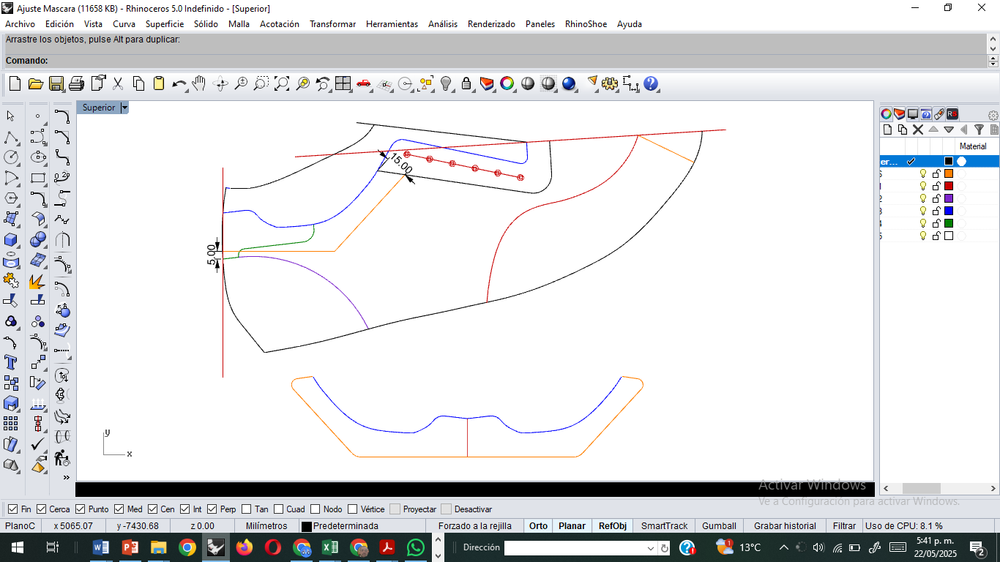 Ajuste Mascara (11658 KB) - Rhinoceros 5.0 Indefinido - [Superior]
Archivo Edición Vista Curva Superficie Sólido Malla Acotación Transformar Herramientas Análisis Renderizado Paneles RhinoShoe Ayuda
Arrastre los objetos, pulse Alt para duplicar:
Comando:
Superior
Material
er...
15.00
5.00
y
x
Activar Windows
Ve a Configuración para activar Windows.
Fin Cerca Punto Med Cen Int Perp Tan Cuad Nodo Vértice Proyectar Desactivar
PlanoC x 5065.07 y -7430.68 z 0.00 Milímetros Predeterminada Forzado a la rejilla Orto Planar RefObj SmartTrack Gumball Grabar historial Filtrar Uso de CPU: 8.1 %
Dirección 13°C 5:41 p. m.
22/05/2025
2